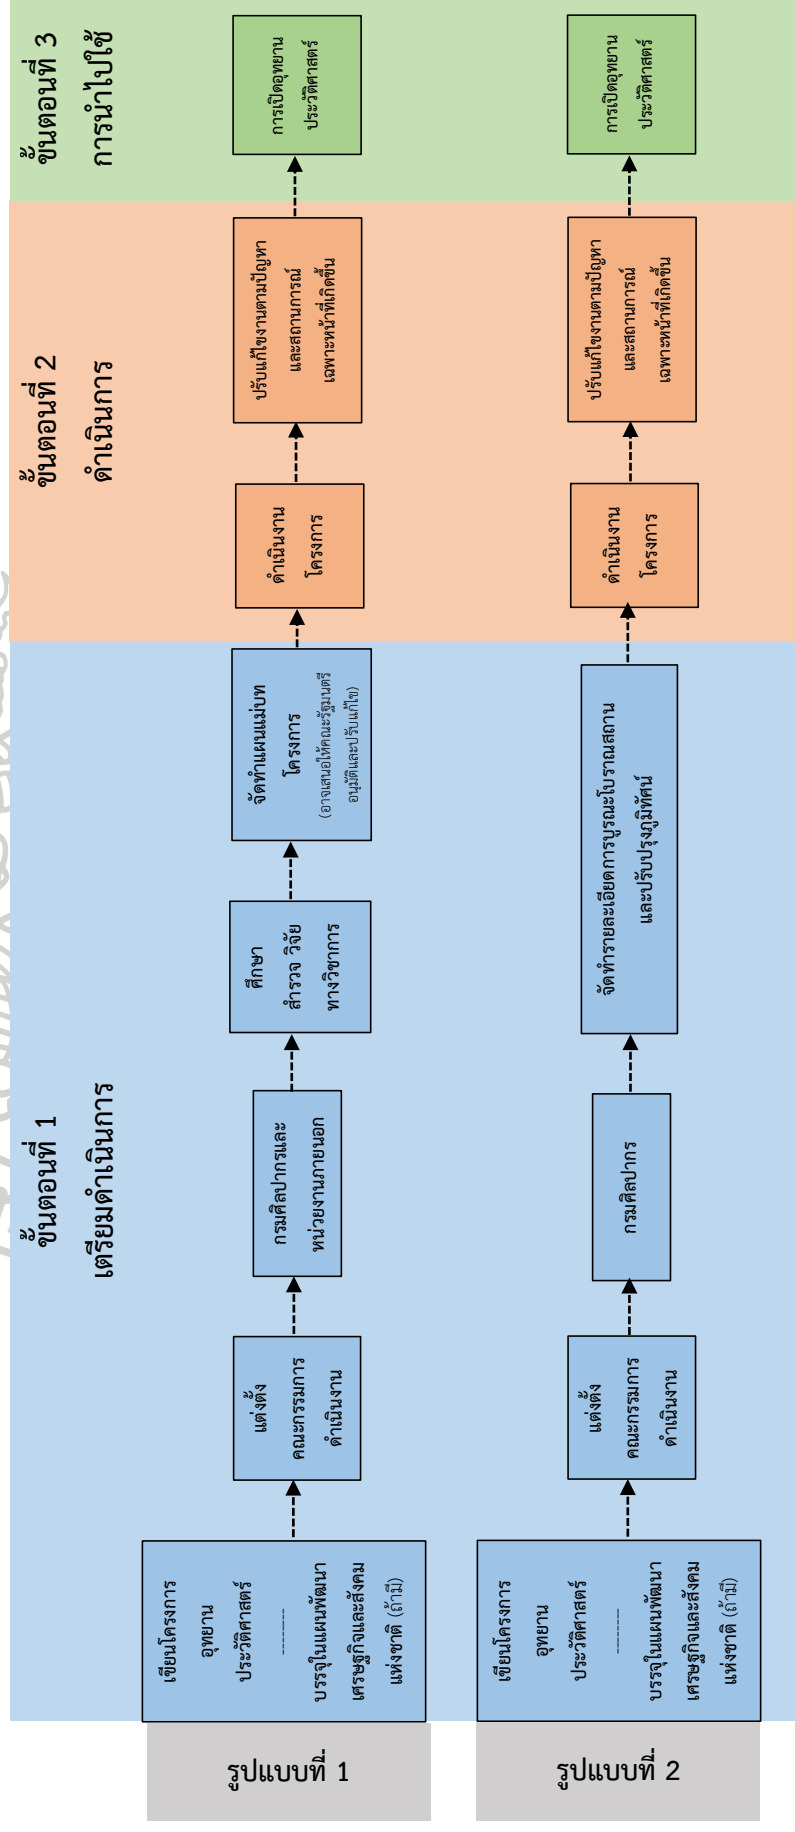 ขั้นตอนที่ 1
เตรียมดำเนินการ
ขั้นตอนที่ 2
ดำเนินการ
ขั้นตอนที่ 3
การนำไปใช้
รูปแบบที่ 1
เขียนโครงการ
อุทยาน
ประวัติศาสตร์
---------
บรรจุในแผนพัฒนา
เศรษฐกิจและสังคม
แห่งชาติ (ถ้ามี)
แต่งตั้ง
คณะกรรมการ
ดำเนินงาน
กรมศิลปากรและ
หน่วยงานภายนอก
ศึกษา
สำรวจ วิจัย
ทางวิชาการ
จัดทำแผนแม่บท
โครงการ
(อาจเสนอให้คณะรัฐมนตรี
อนุมัติและปรับแก้ไข)
ดำเนินงาน
โครงการ
ปรับแก้ไขงานตามปัญหา
และสถานการณ์
เฉพาะหน้าที่เกิดขึ้น
การเปิดอุทยาน
ประวัติศาสตร์
รูปแบบที่ 2
เขียนโครงการ
อุทยาน
ประวัติศาสตร์
---------
บรรจุในแผนพัฒนา
เศรษฐกิจและสังคม
แห่งชาติ (ถ้ามี)
แต่งตั้ง
คณะกรรมการ
ดำเนินงาน
กรมศิลปากร
จัดทำรายละเอียดการบูรณะโบราณสถาน
และปรับปรุงภูมิทัศน์
ดำเนินงาน
โครงการ
ปรับแก้ไขงานตามปัญหา
และสถานการณ์
เฉพาะหน้าที่เกิดขึ้น
การเปิดอุทยาน
ประวัติศาสตร์